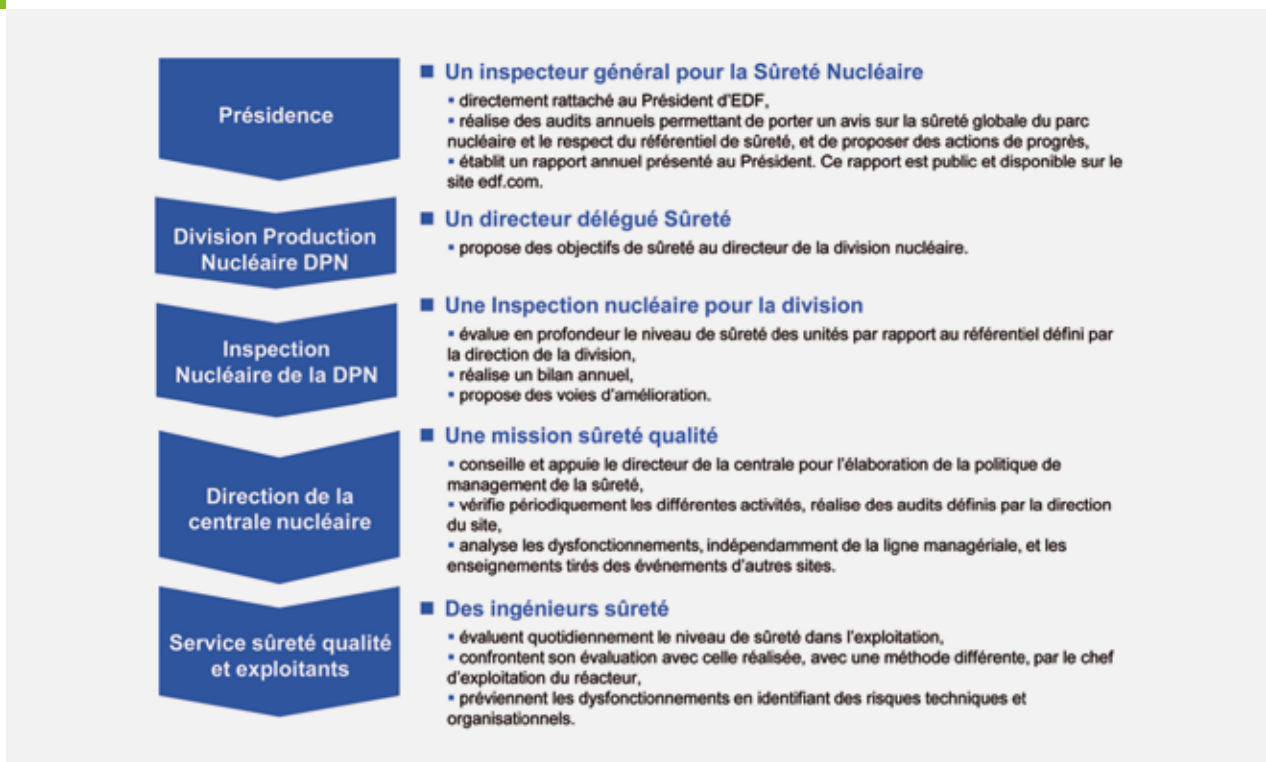 Présidence
■ Un inspecteur général pour la Sûreté Nucléaire
▪ directement rattaché au Président d'EDF,
▪ réalise des audits annuels permettant de porter un avis sur la sûreté globale du parc
nucléaire et le respect du référentiel de sûreté, et de proposer des actions de progrès,
▪ établit un rapport annuel présenté au Président. Ce rapport est public et disponible sur le
site edf.com.
Division Production
Nucléaire DPN
■ Un directeur délégué Sûreté
▪ propose des objectifs de sûreté au directeur de la division nucléaire.
Inspection
Nucléaire de la DPN
■ Une Inspection nucléaire pour la division
▪ évalue en profondeur le niveau de sûreté des unités par rapport au référentiel défini par
la direction de la division,
▪ réalise un bilan annuel,
▪ propose des voies d'amélioration.
Direction de la
centrale nucléaire
■ Une mission sûreté qualité
▪ conseille et appuie le directeur de la centrale pour l'élaboration de la politique de
management de la sûreté,
▪ vérifie périodiquement les différentes activités, réalise des audits définis par la direction
du site,
▪ analyse les dysfonctionnements, indépendamment de la ligne managériale, et les
enseignements tirés des événements d'autres sites.
Service sûreté qualité
et exploitants
■ Des ingénieurs sûreté
▪ évaluent quotidiennement le niveau de sûreté dans l'exploitation,
▪ confrontent son évaluation avec celle réalisée, avec une méthode différente, par le chef
d'exploitation du réacteur,
▪ préviennent les dysfonctionnements en identifiant des risques techniques et
organisationnels.